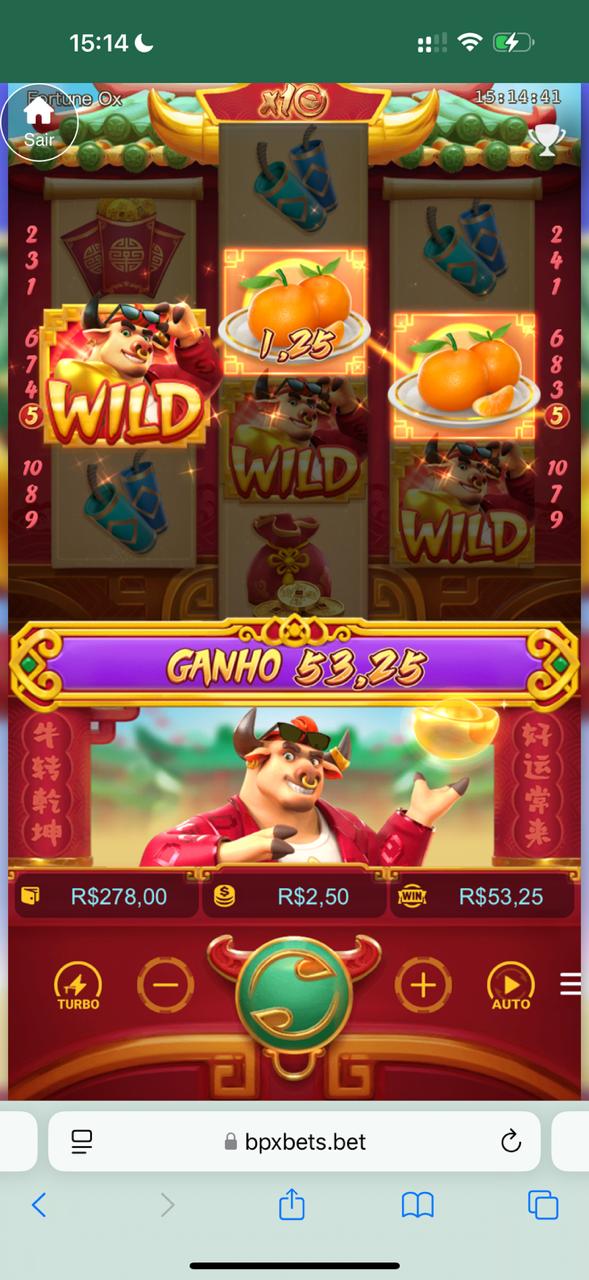 15:14
Fortune Ox
x10
15:14:41
Sair
2
3
1
2
4
1
1,25
6
7
4
5
6
8
3
5
WILD
WILD
WILD
10
8
9
10
7
9
GANHO 53,25
牛转乾坤
好运常来
R$278,00
R$2,50
WIN
R$53,25
TURBO
AUTO
bpxbets.bet